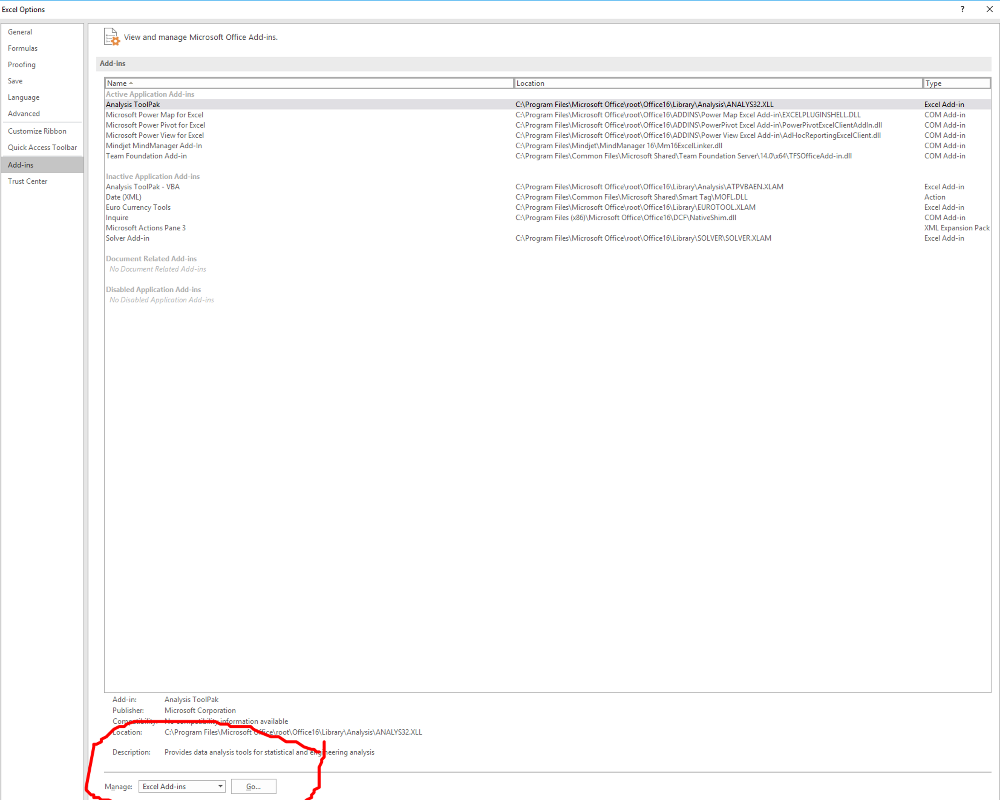 Excel Options
?
General
Formulas
Proofing
Save
Language
Advanced
Customize Ribbon
Quick Access Toolbar
Add-ins
Trust Center
View and manage Microsoft Office Add-ins.
Add-ins
Name Location Type
Active Application Add-ins
Analysis ToolPak C:\Program Files\Microsoft Office\root\Office16\Library\Analysis\ANALYS32.XLL Excel Add-in
Microsoft Power Map for Excel C:\Program Files\Microsoft Office\root\Office16\ADDINS\Power Map Excel Add-in\EXCELPLUGINSHELL.DLL COM Add-in
Microsoft Power Pivot for Excel C:\Program Files\Microsoft Office\root\Office16\ADDINS\PowerPivot Excel Add-in\PowerPivotExcelClientAddIn.dll COM Add-in
Microsoft Power View for Excel C:\Program Files\Microsoft Office\root\Office16\ADDINS\Power View Excel Add-in\AdHocReportingExcelClient.dll COM Add-in
Mindjet MindManager Add-In C:\Program Files\Mindjet\MindManager 16\Mm16ExcelLinker.dll COM Add-in
Team Foundation Add-in C:\Program Files\Common Files\Microsoft Shared\Team Foundation Server\14.0\x64\TFSOfficeAdd-in.dll COM Add-in
Inactive Application Add-ins
Analysis ToolPak - VBA C:\Program Files\Microsoft Office\root\Office16\Library\Analysis\ATPVBAEN.XLAM Excel Add-in
Date (XML) C:\Program Files\Common Files\Microsoft Shared\Smart Tag\MOFL.DLL Action
Euro Currency Tools C:\Program Files\Microsoft Office\root\Office16\Library\EUROTOOL.XLAM Excel Add-in
Inquire C:\Program Files (x86)\Microsoft Office\Office16\DCF\NativeShim.dll COM Add-in
Microsoft Actions Pane 3 XML Expansion Pack
Solver Add-in C:\Program Files\Microsoft Office\root\Office16\Library\SOLVER\SOLVER.XLAM Excel Add-in
Document Related Add-ins
No Document Related Add-ins
Disabled Application Add-ins
No Disabled Application Add-ins
Add-in: Analysis ToolPak
Publisher: Microsoft Corporation
Compatibility: No compatibility information available
Location: C:\Program Files\Microsoft Office\root\Office16\Library\Analysis\ANALYS32.XLL
Description: Provides data analysis tools for statistical and engineering analysis
Manage: Excel Add-ins Go...